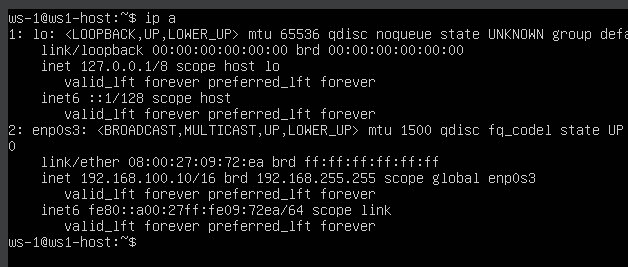 ws-1@ws1-host:~$ ip a
1: lo: <LOOPBACK,UP,LOWER_UP> mtu 65536 qdisc noqueue state UNKNOWN group defa
    link/loopback 00:00:00:00:00:00 brd 00:00:00:00:00:00
    inet 127.0.0.1/8 scope host lo
       valid_lft forever preferred_lft forever
    inet6 ::1/128 scope host
       valid_lft forever preferred_lft forever
2: enp0s3: <BROADCAST,MULTICAST,UP,LOWER_UP> mtu 1500 qdisc fq_codel state UP
0
    link/ether 08:00:27:09:72:ea brd ff:ff:ff:ff:ff:ff
    inet 192.168.100.10/16 brd 192.168.255.255 scope global enp0s3
       valid_lft forever preferred_lft forever
    inet6 fe80::a00:27ff:fe09:72ea/64 scope link
       valid_lft forever preferred_lft forever
ws-1@ws1-host:~$